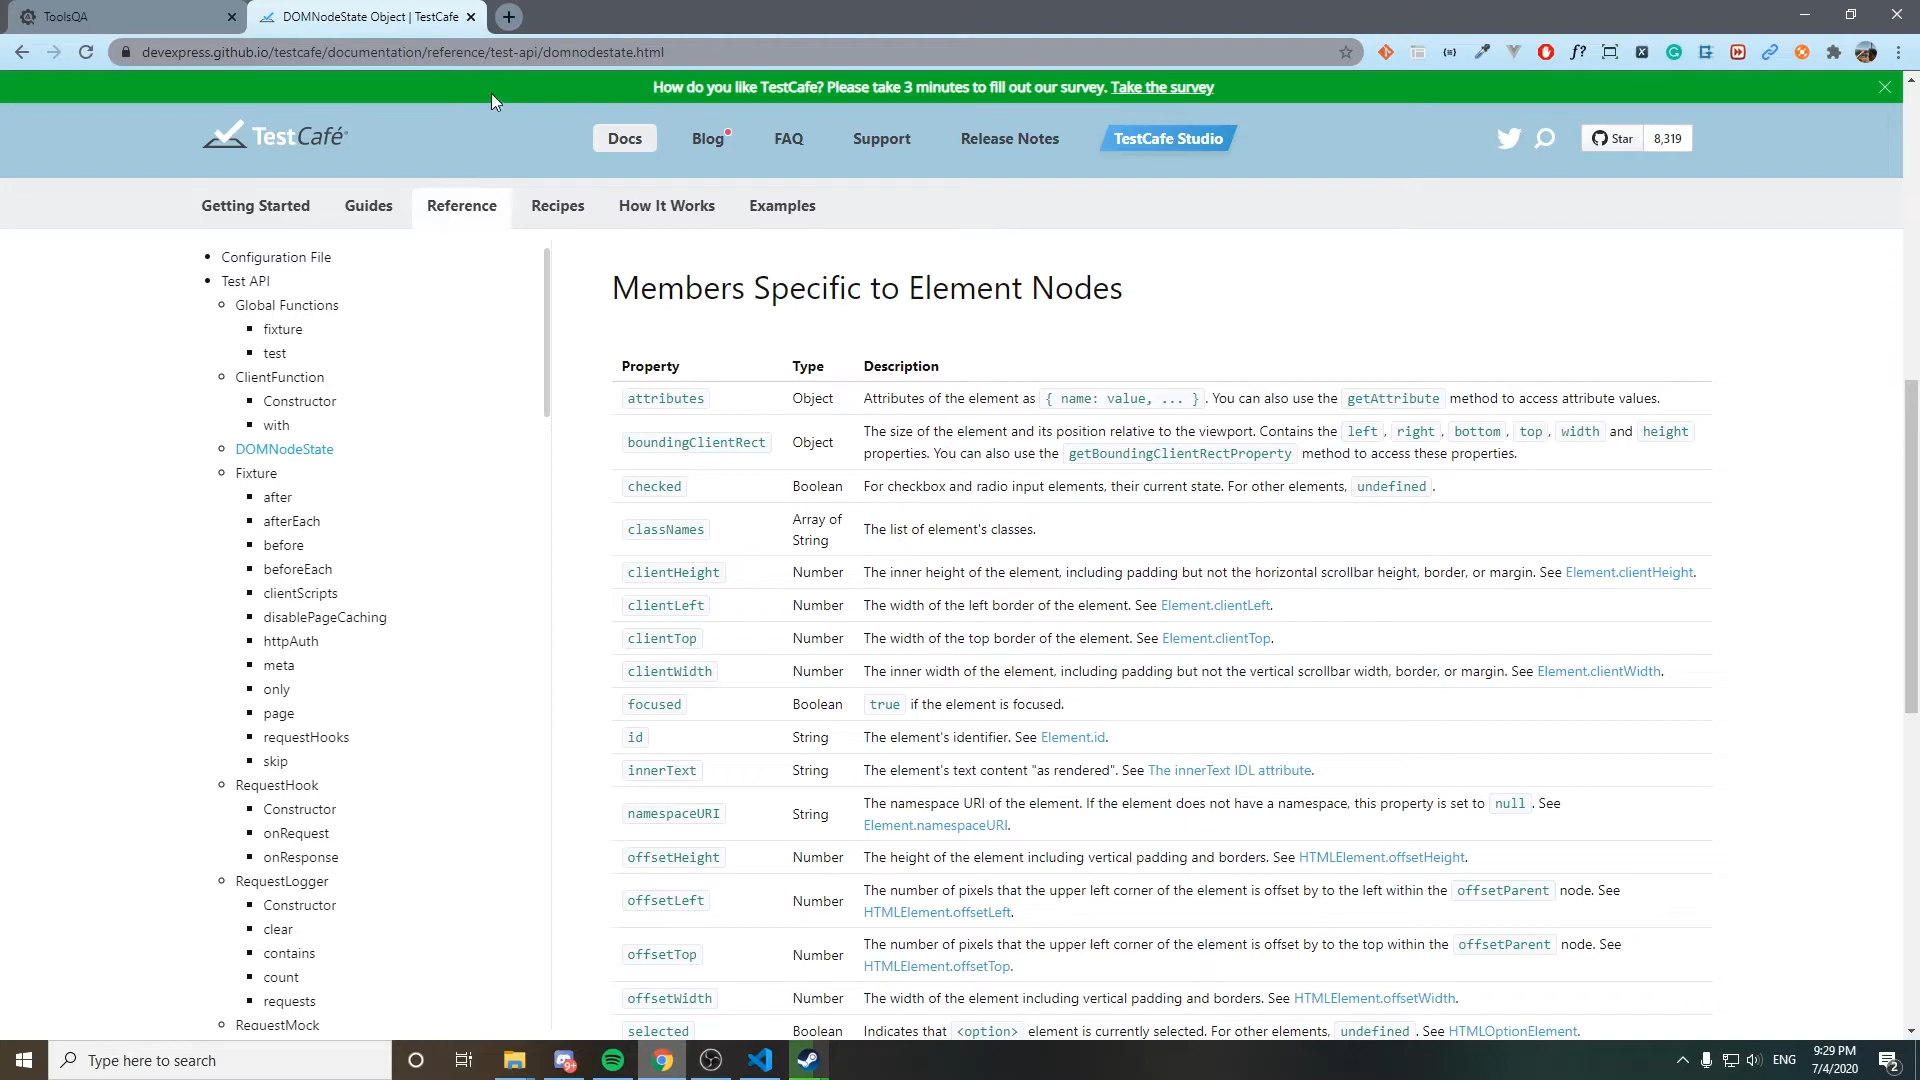 ToolsQA
DOMNodeState Object | TestCafe
devexpress.github.io/testcafe/documentation/reference/test-api/domnodestate.html
How do you like TestCafe? Please take 3 minutes to fill out our survey. Take the survey
TestCafé
Docs
Blog
FAQ
Support
Release Notes
TestCafe Studio
Star
8,319
Getting Started
Guides
Reference
Recipes
How It Works
Examples
Configuration File
Test API
Global Functions
fixture
test
ClientFunction
Constructor
with
DOMNodeState
Fixture
after
afterEach
before
beforeEach
clientScripts
disablePageCaching
httpAuth
meta
only
page
requestHooks
skip
RequestHook
Constructor
onRequest
onResponse
RequestLogger
Constructor
clear
contains
count
requests
RequestMock
Members Specific to Element Nodes
Property Type Description
attributes Object Attributes of the element as { name: value, ... } . You can also use the getAttribute method to access attribute values.
boundingClientRect Object The size of the element and its position relative to the viewport. Contains the left , right , bottom , top , width and height
properties. You can also use the getBoundingClientRectProperty method to access these properties.
checked Boolean For checkbox and radio input elements, their current state. For other elements, undefined .
classNames Array of String The list of element's classes.
clientHeight Number The inner height of the element, including padding but not the horizontal scrollbar height, border, or margin. See Element.clientHeight.
clientLeft Number The width of the left border of the element. See Element.clientLeft.
clientTop Number The width of the top border of the element. See Element.clientTop.
clientWidth Number The inner width of the element, including padding but not the vertical scrollbar width, border, or margin. See Element.clientWidth.
focused Boolean true if the element is focused.
id String The element's identifier. See Element.id.
innerText String The element's text content "as rendered". See The innerText IDL attribute.
namespaceURI String The namespace URI of the element. If the element does not have a namespace, this property is set to null . See
Element.namespaceURI.
offsetHeight Number The height of the element including vertical padding and borders. See HTMLElement.offsetHeight.
offsetLeft Number The number of pixels that the upper left corner of the element is offset by to the left within the offsetParent node. See
HTMLElement.offsetLeft.
offsetTop Number The number of pixels that the upper left corner of the element is offset by to the top within the offsetParent node. See
HTMLElement.offsetTop.
offsetWidth Number The width of the element including vertical padding and borders. See HTMLElement.offsetWidth.
selected Boolean Indicates that <option> element is currently selected. For other elements, undefined . See HTMLOptionElement.
Type here to search
ENG
9:29 PM
7/4/2020
2